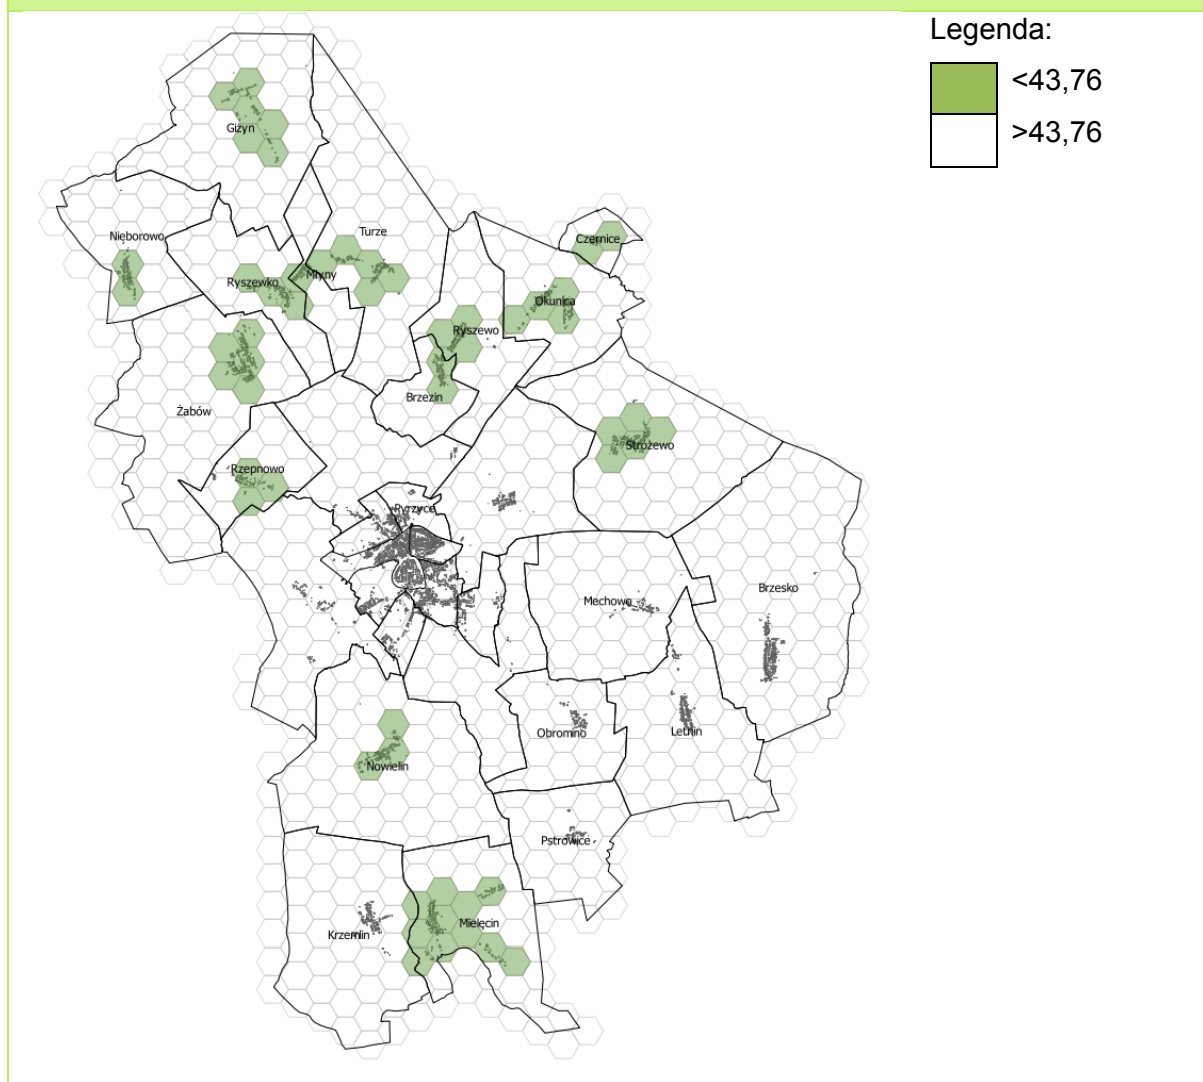 Legenda:
<43,76
>43,76
Giżyn
Turze
Nieborowo
Czernice
Młyny
Ryszewko
Okunica
Ryszewo
Brzezin
Żabów
Stróżewo
Rzepnowo
Pyrzyce
Brzesko
Mechowo
Obromino
Letnin
Nowielin
Pstrowice
Mielęcin
Krzemlin